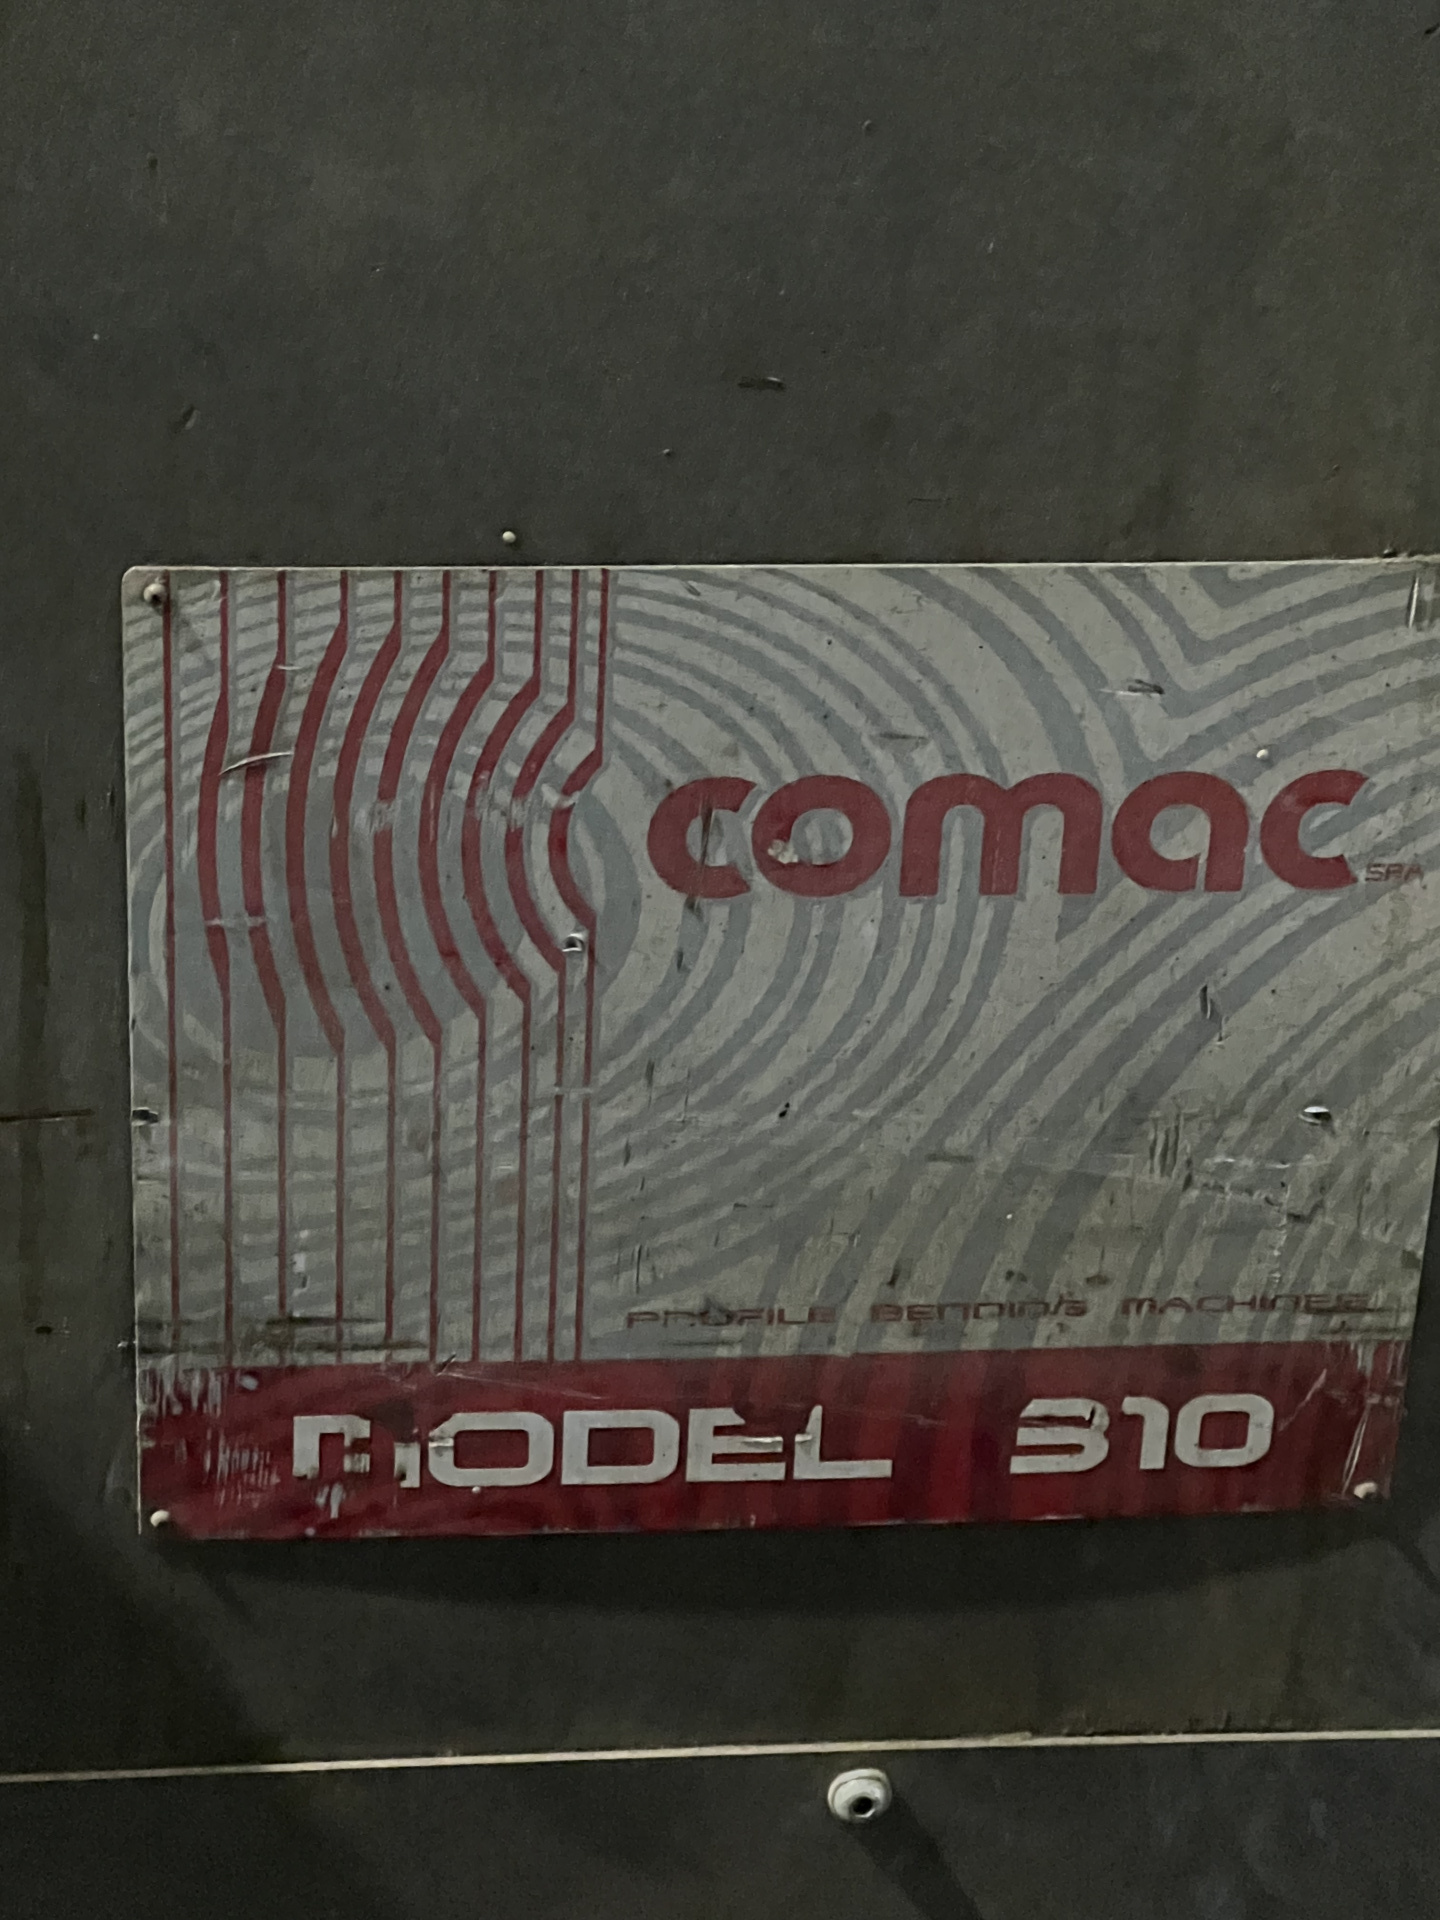 comac SPA
PROFILE BENDING MACHINES
MODEL 310